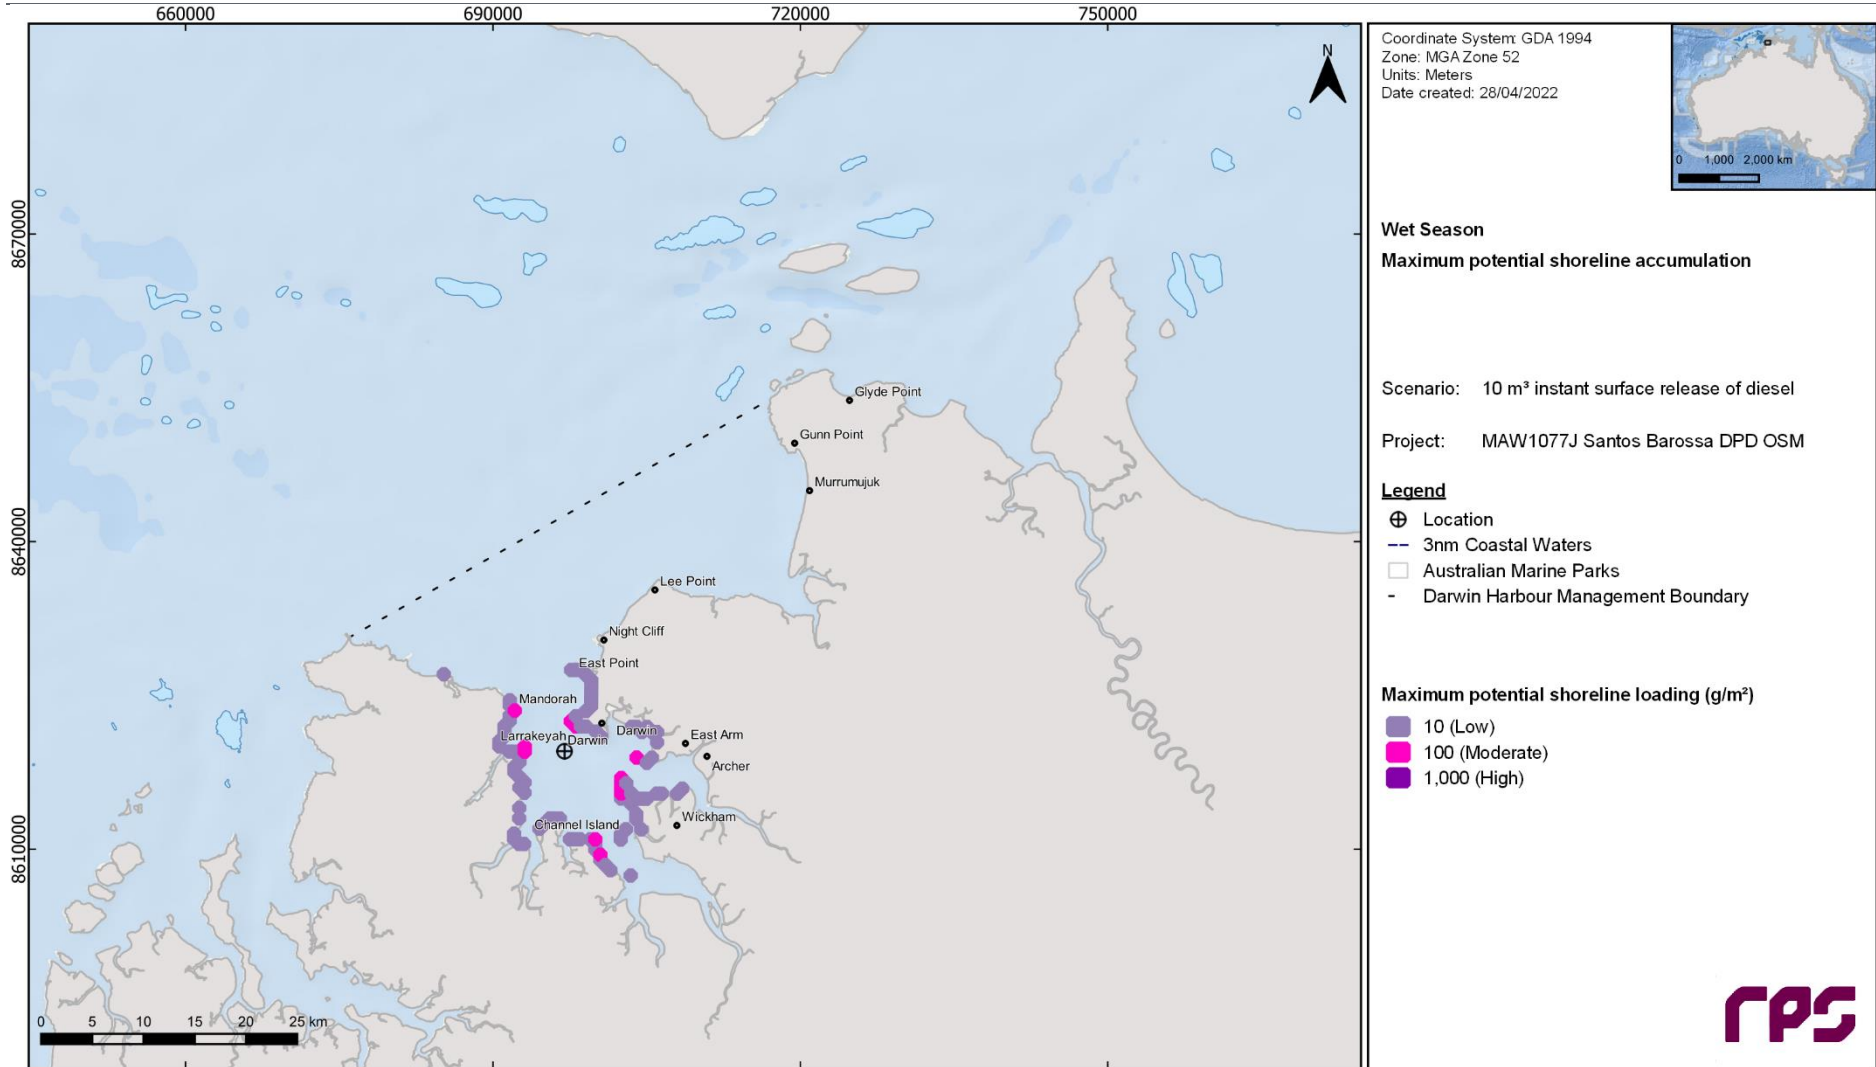 660000
690000
720000
750000
8670000
8640000
8610000
N
Glyde Point
Gunn Point
Murrumujuk
Lee Point
Night Cliff
East Point
Mandorah
Larrakeyah
Darwin
Darwin
East Arm
Archer
Wickham
Channel Island
0 5 10 15 20 25 km
Coordinate System: GDA 1994
Zone: MGA Zone 52
Units: Meters
Date created: 28/04/2022
0 1,000 2,000 km
Wet Season
Maximum potential shoreline accumulation
Scenario: 10 m³ instant surface release of diesel
Project: MAW1077J Santos Barossa DPD OSM
Legend
Location
3nm Coastal Waters
Australian Marine Parks
Darwin Harbour Management Boundary
Maximum potential shoreline loading (g/m²)
10 (Low)
100 (Moderate)
1,000 (High)
rps